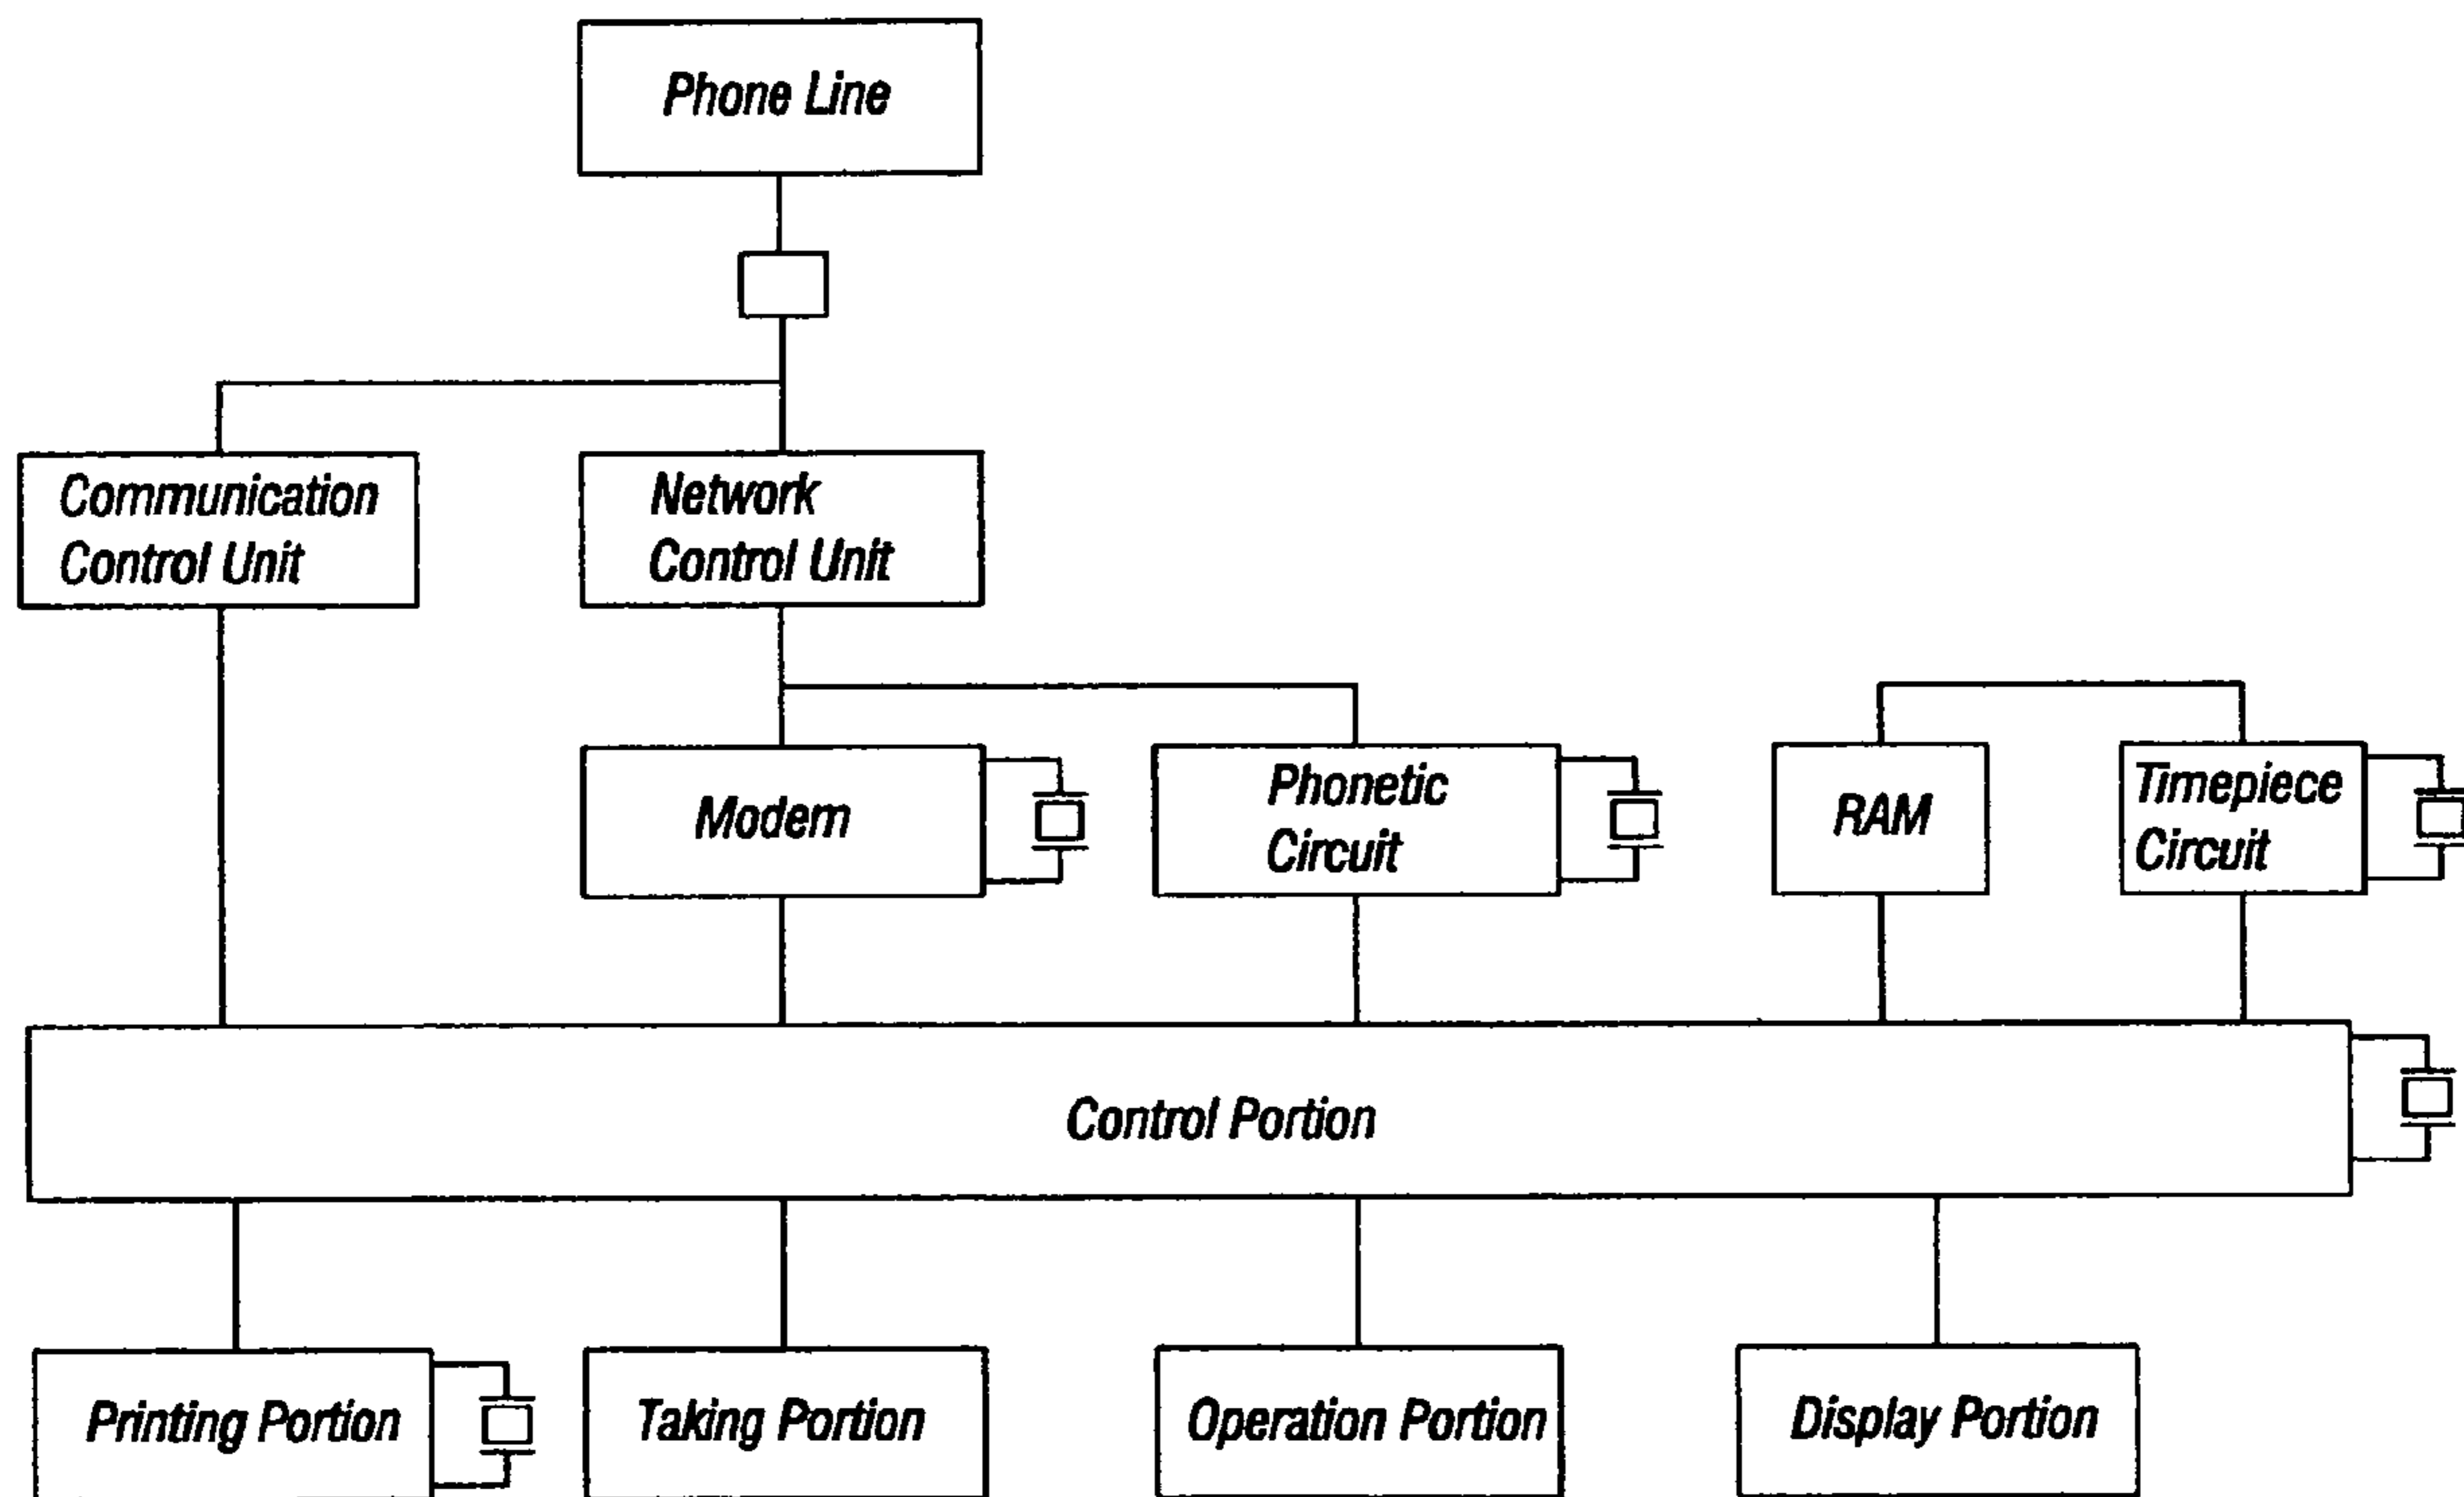 Phone Line
Communication
Control Unit
Network
Control Unit
Modem
Phonetic
Circuit
RAM
Timepiece
Circuit
Control Portion
Printing Portion
Taking Portion
Operation Portion
Display Portion